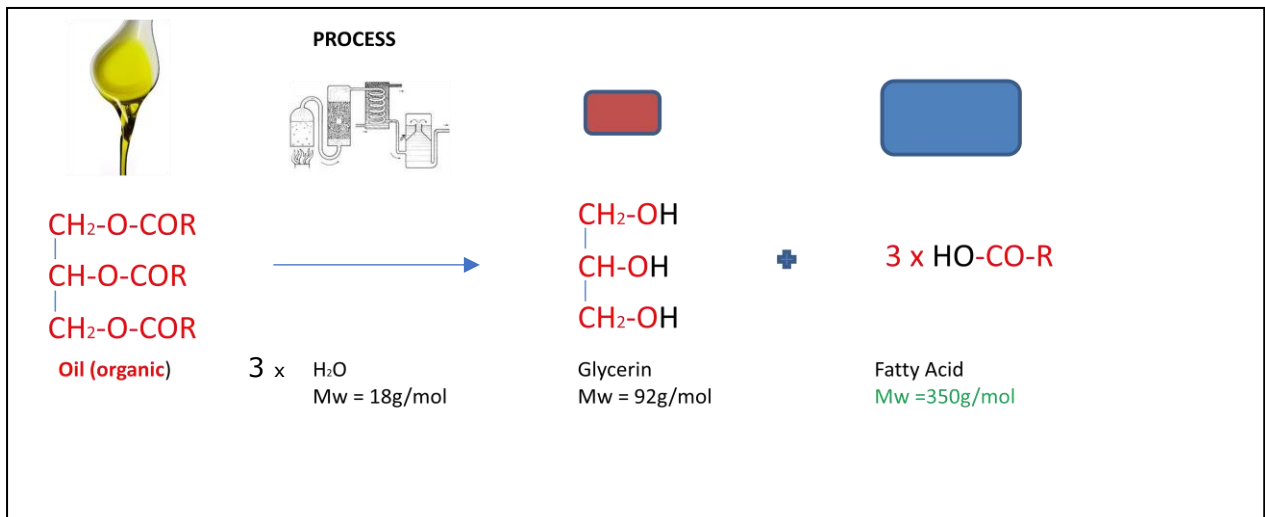 PROCESS
CH₂-O-COR
CH-O-COR
CH₂-O-COR
CH₂-OH
CH-OH
CH₂-OH
3 x HO-CO-R
Oil (organic)
3 x H₂O
Mw = 18g/mol
Glycerin
Mw = 92g/mol
Fatty Acid
Mw =350g/mol